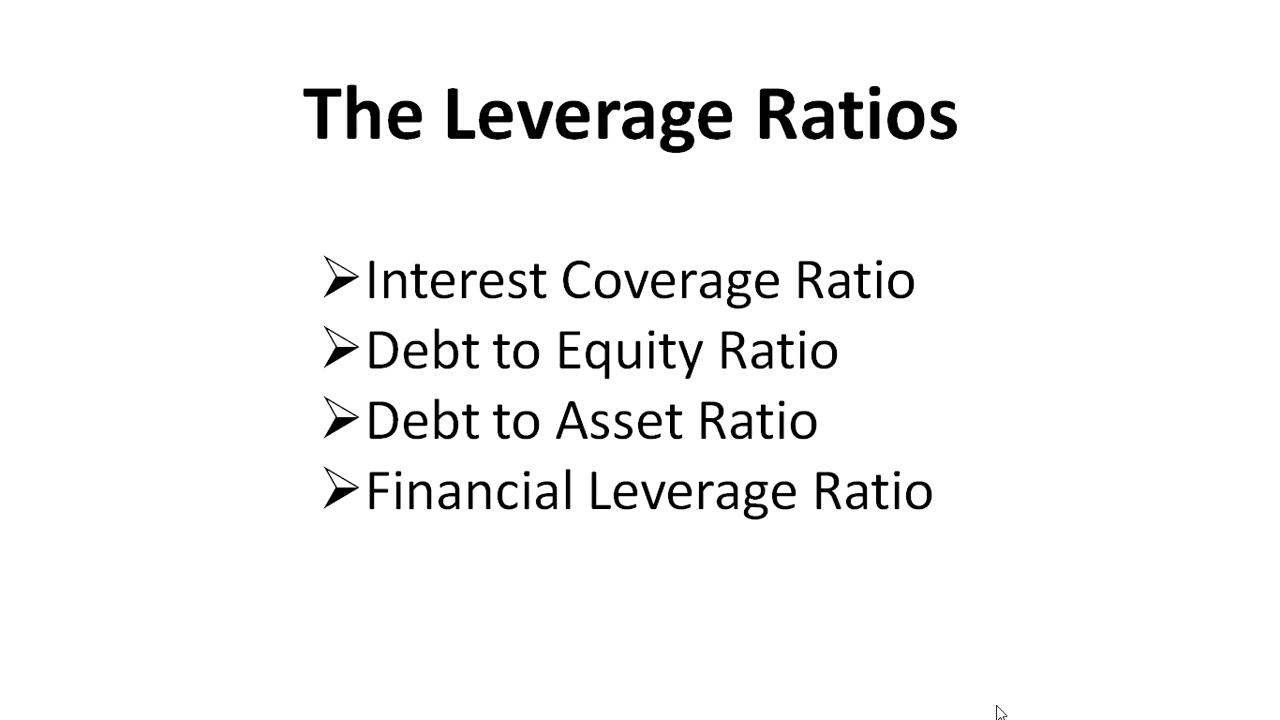 The Leverage Ratios
➢Interest Coverage Ratio
➢Debt to Equity Ratio
➢Debt to Asset Ratio
➢Financial Leverage Ratio